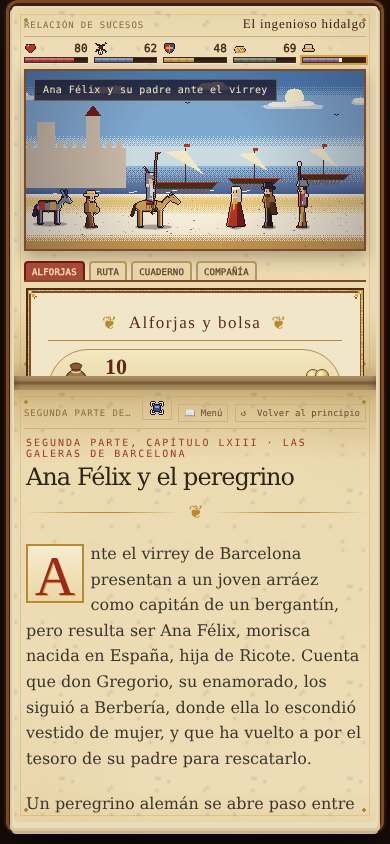 RELACIÓN DE SUCESOS
El ingenioso hidalgo
80 62 48 69
Ana Félix y su padre ante el virrey
ALFORJAS RUTA CUADERNO COMPAÑÍA
❦ Alforjas y bolsa ❦
10
SEGUNDA PARTE DE…
📖 Menú
↺ Volver al principio
SEGUNDA PARTE, CAPÍTULO LXIII · LAS
GALERAS DE BARCELONA
Ana Félix y el peregrino
❦
Ante el virrey de Barcelona
presentan a un joven arráez
como capitán de un bergantín,
pero resulta ser Ana Félix, morisca
nacida en España, hija de Ricote. Cuenta
que don Gregorio, su enamorado, los
siguió a Berbería, donde ella lo escondió
vestido de mujer, y que ha vuelto a por el
tesoro de su padre para rescatarlo.
Un peregrino alemán se abre paso entre